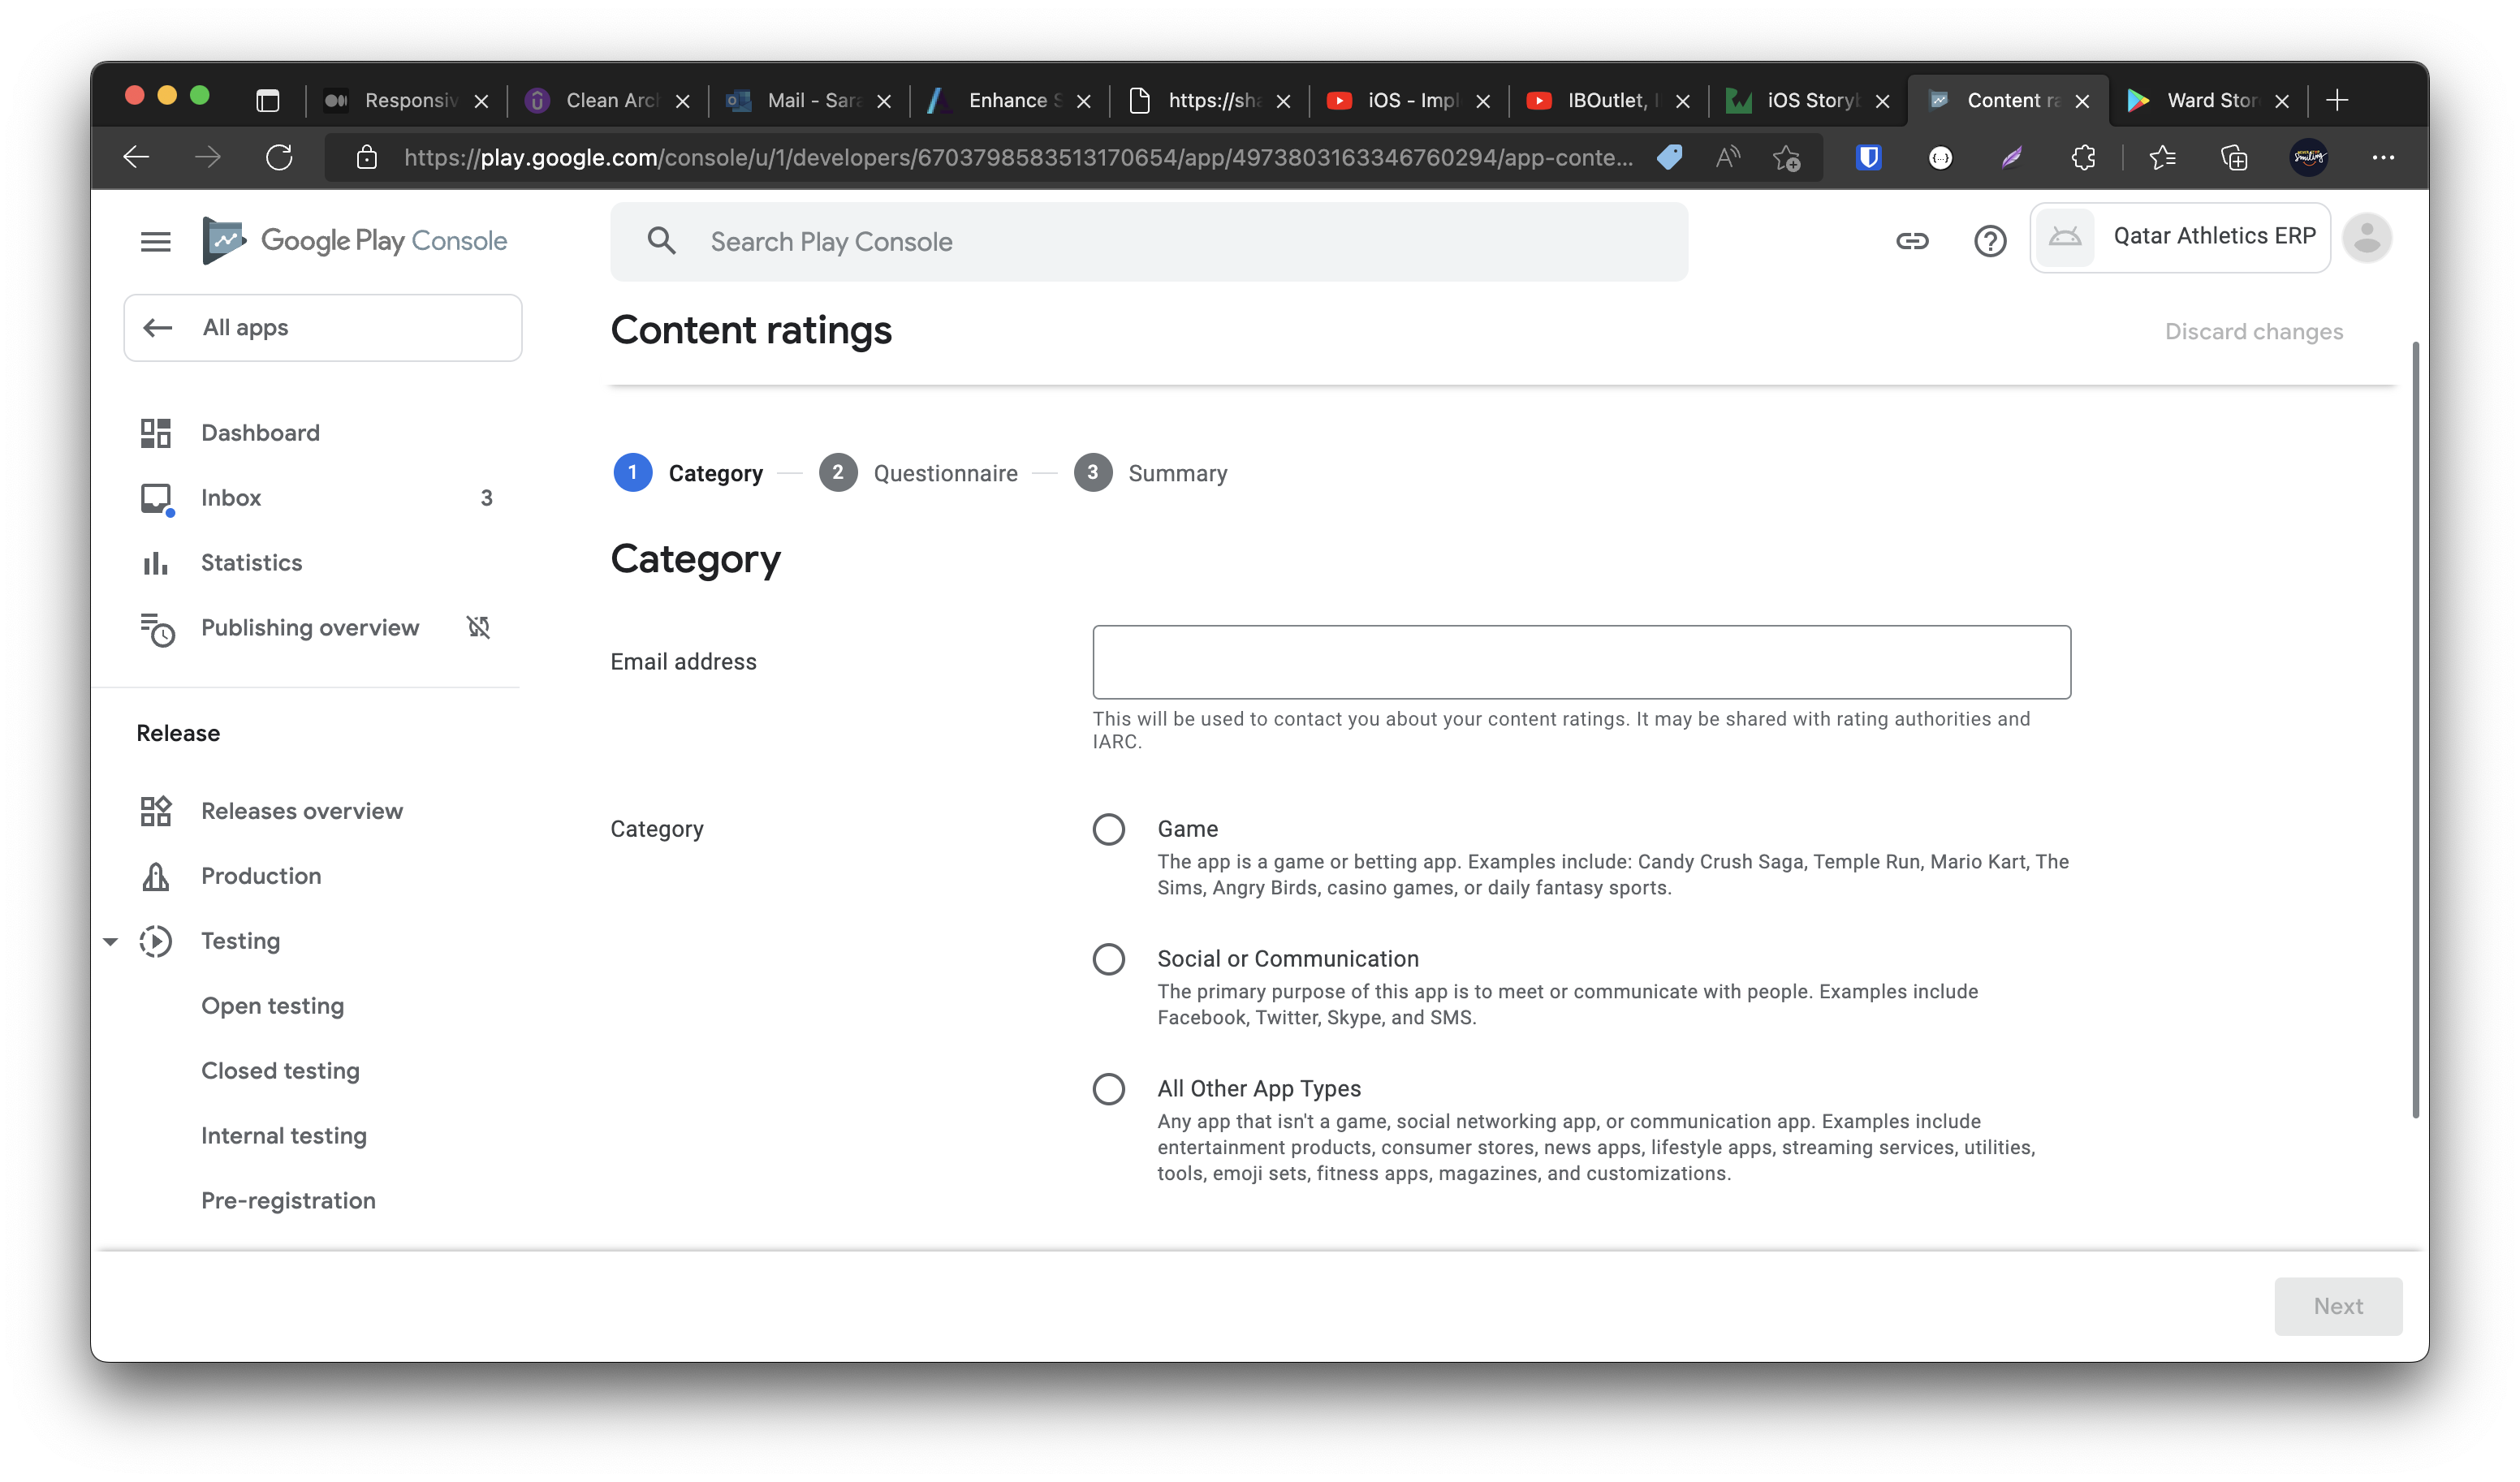 Responsiv
Clean Arc
Mail - Sara
Enhance S
https://sha
iOS - Impl
IBOutlet, I
iOS Story
Content ra
Ward Stor
https://play.google.com/console/u/1/developers/6703798583513170654/app/4973803163346760294/app-conte...
Google Play Console
Search Play Console
Qatar Athletics ERP
All apps
Content ratings
Discard changes
Dashboard
Inbox
3
Statistics
Publishing overview
Release
Releases overview
Production
Testing
Open testing
Closed testing
Internal testing
Pre-registration
1 Category
2 Questionnaire
3 Summary
Category
Email address
This will be used to contact you about your content ratings. It may be shared with rating authorities and
IARC.
Category
Game
The app is a game or betting app. Examples include: Candy Crush Saga, Temple Run, Mario Kart, The
Sims, Angry Birds, casino games, or daily fantasy sports.
Social or Communication
The primary purpose of this app is to meet or communicate with people. Examples include
Facebook, Twitter, Skype, and SMS.
All Other App Types
Any app that isn't a game, social networking app, or communication app. Examples include
entertainment products, consumer stores, news apps, lifestyle apps, streaming services, utilities,
tools, emoji sets, fitness apps, magazines, and customizations.
Next